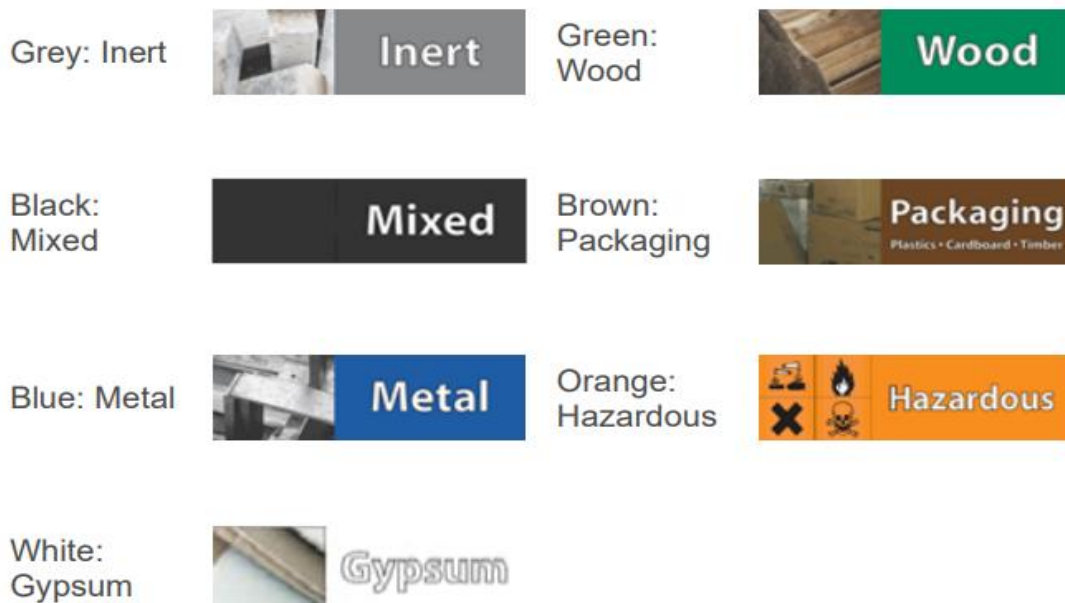 Grey: Inert
Inert
Green:
Wood
Wood
Black:
Mixed
Mixed
Brown:
Packaging
Packaging
Plastics • Cardboard • Timber
Blue: Metal
Metal
Orange:
Hazardous
Hazardous
White:
Gypsum
Gypsum